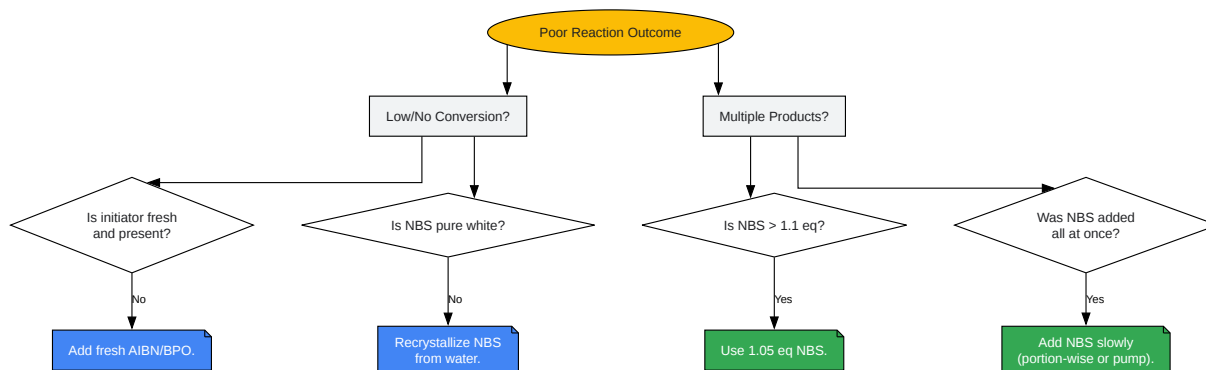 Poor Reaction Outcome
Low/No Conversion?
Multiple Products?
Is initiator fresh
and present?
Is NBS pure white?
Is NBS > 1.1 eq?
Was NBS added
all at once?
No
No
Yes
Yes
Add fresh AIBN/BPO.
Recrystallize NBS
from water.
Use 1.05 eq NBS.
Add NBS slowly
(portion-wise or pump).